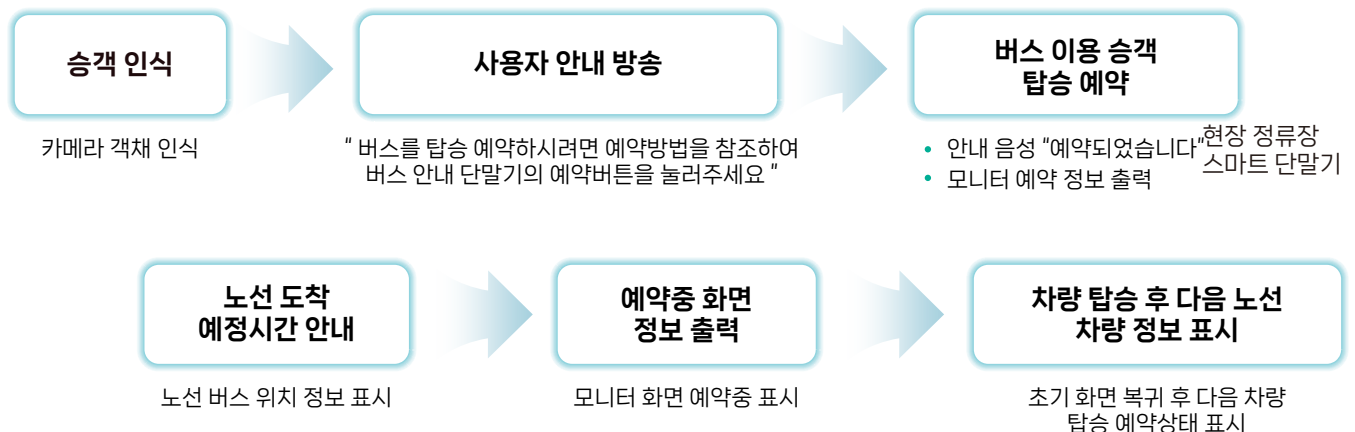 승객 인식
사용자 안내 방송
버스 이용 승객
탑승 예약
카메라 객채 인식
" 버스를 탑승 예약하시려면 예약방법을 참조하여
버스 안내 단말기의 예약버튼을 눌러주세요 "
• 안내 음성 "예약되었습니다"
• 모니터 예약 정보 출력
현장 정류장
스마트 단말기
노선 도착
예정시간 안내
예약중 화면
정보 출력
차량 탑승 후 다음 노선
차량 정보 표시
노선 버스 위치 정보 표시
모니터 화면 예약중 표시
초기 화면 복귀 후 다음 차량
탑승 예약상태 표시